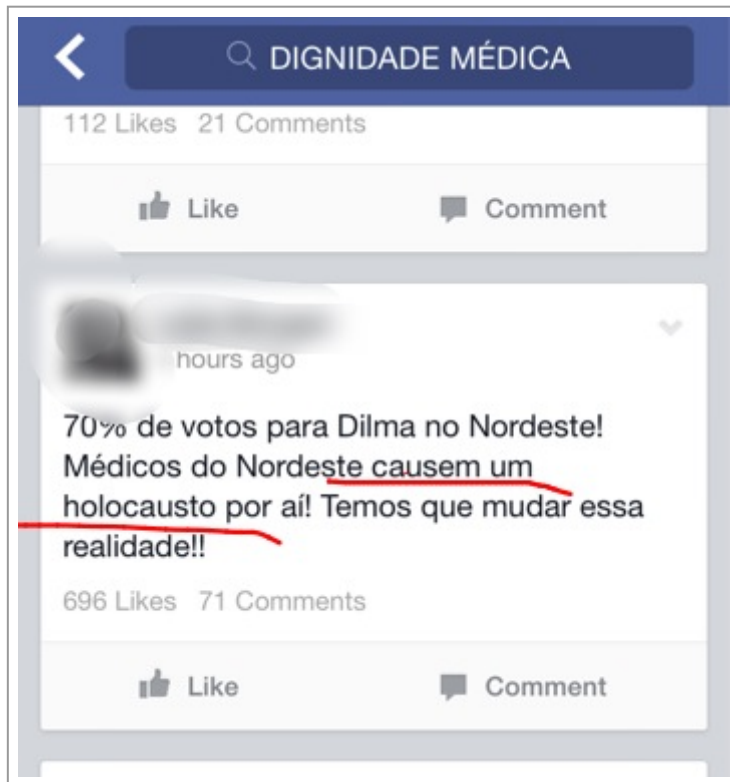 DIGNIDADE MÉDICA
112 Likes 21 Comments
Like Comment
hours ago
70% de votos para Dilma no Nordeste!
Médicos do Nordeste causem um
holocausto por aí! Temos que mudar essa
realidade!!
696 Likes 71 Comments
Like Comment